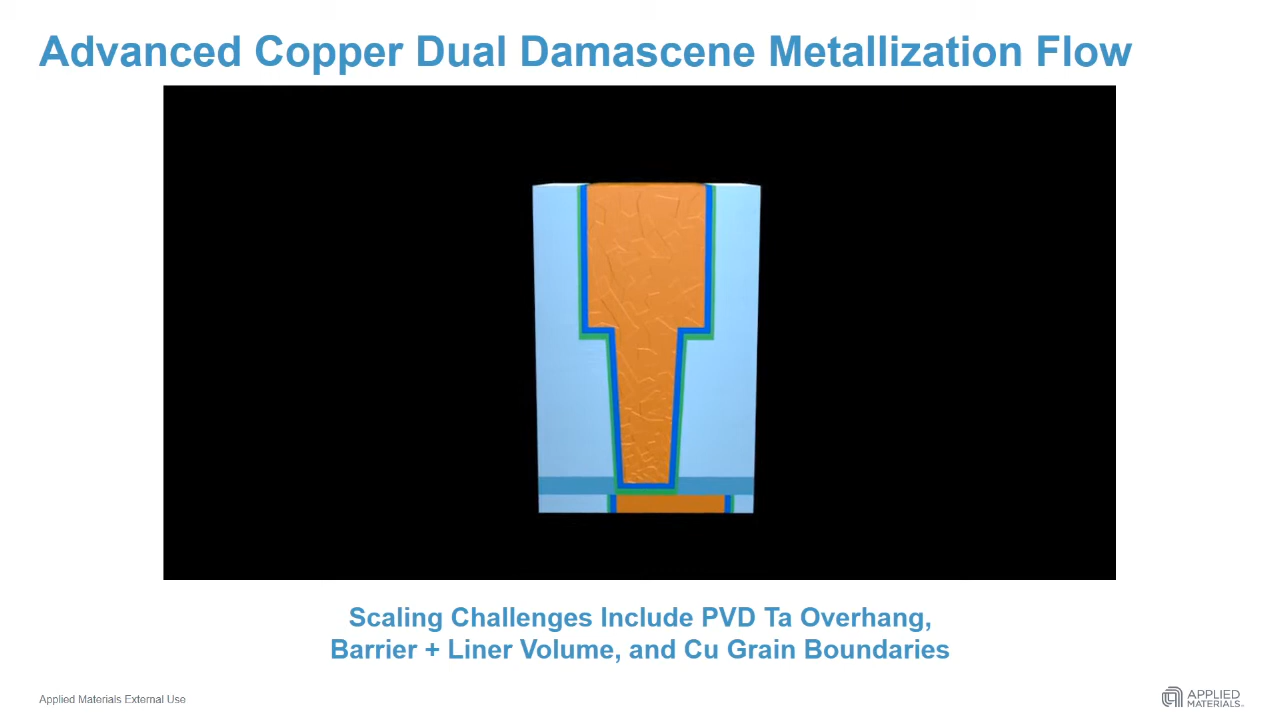 Advanced Copper Dual Damascene Metallization Flow
Scaling Challenges Include PVD Ta Overhang,
Barrier + Liner Volume, and Cu Grain Boundaries
Applied Materials External Use
APPLIED
MATERIALS